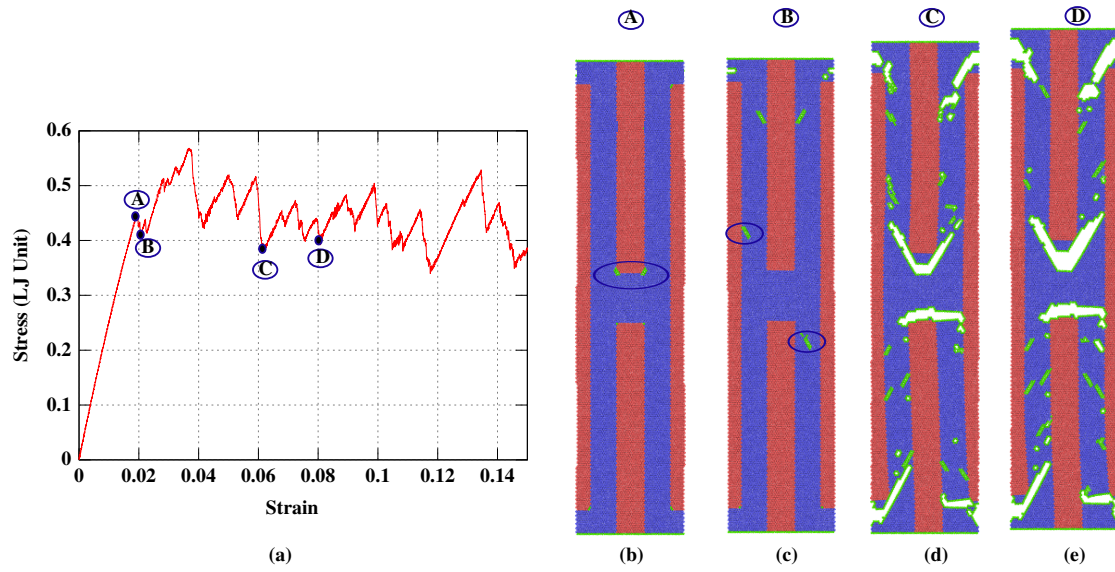 A
B
C
D
0.6
0.5
0.4
0.3
0.2
0.1
0
A
B
C
D
0
0.02
0.04
0.06
0.08
0.1
0.12
0.14
Stress (LJ Unit)
Strain
(a)
(b)
(c)
(d)
(e)